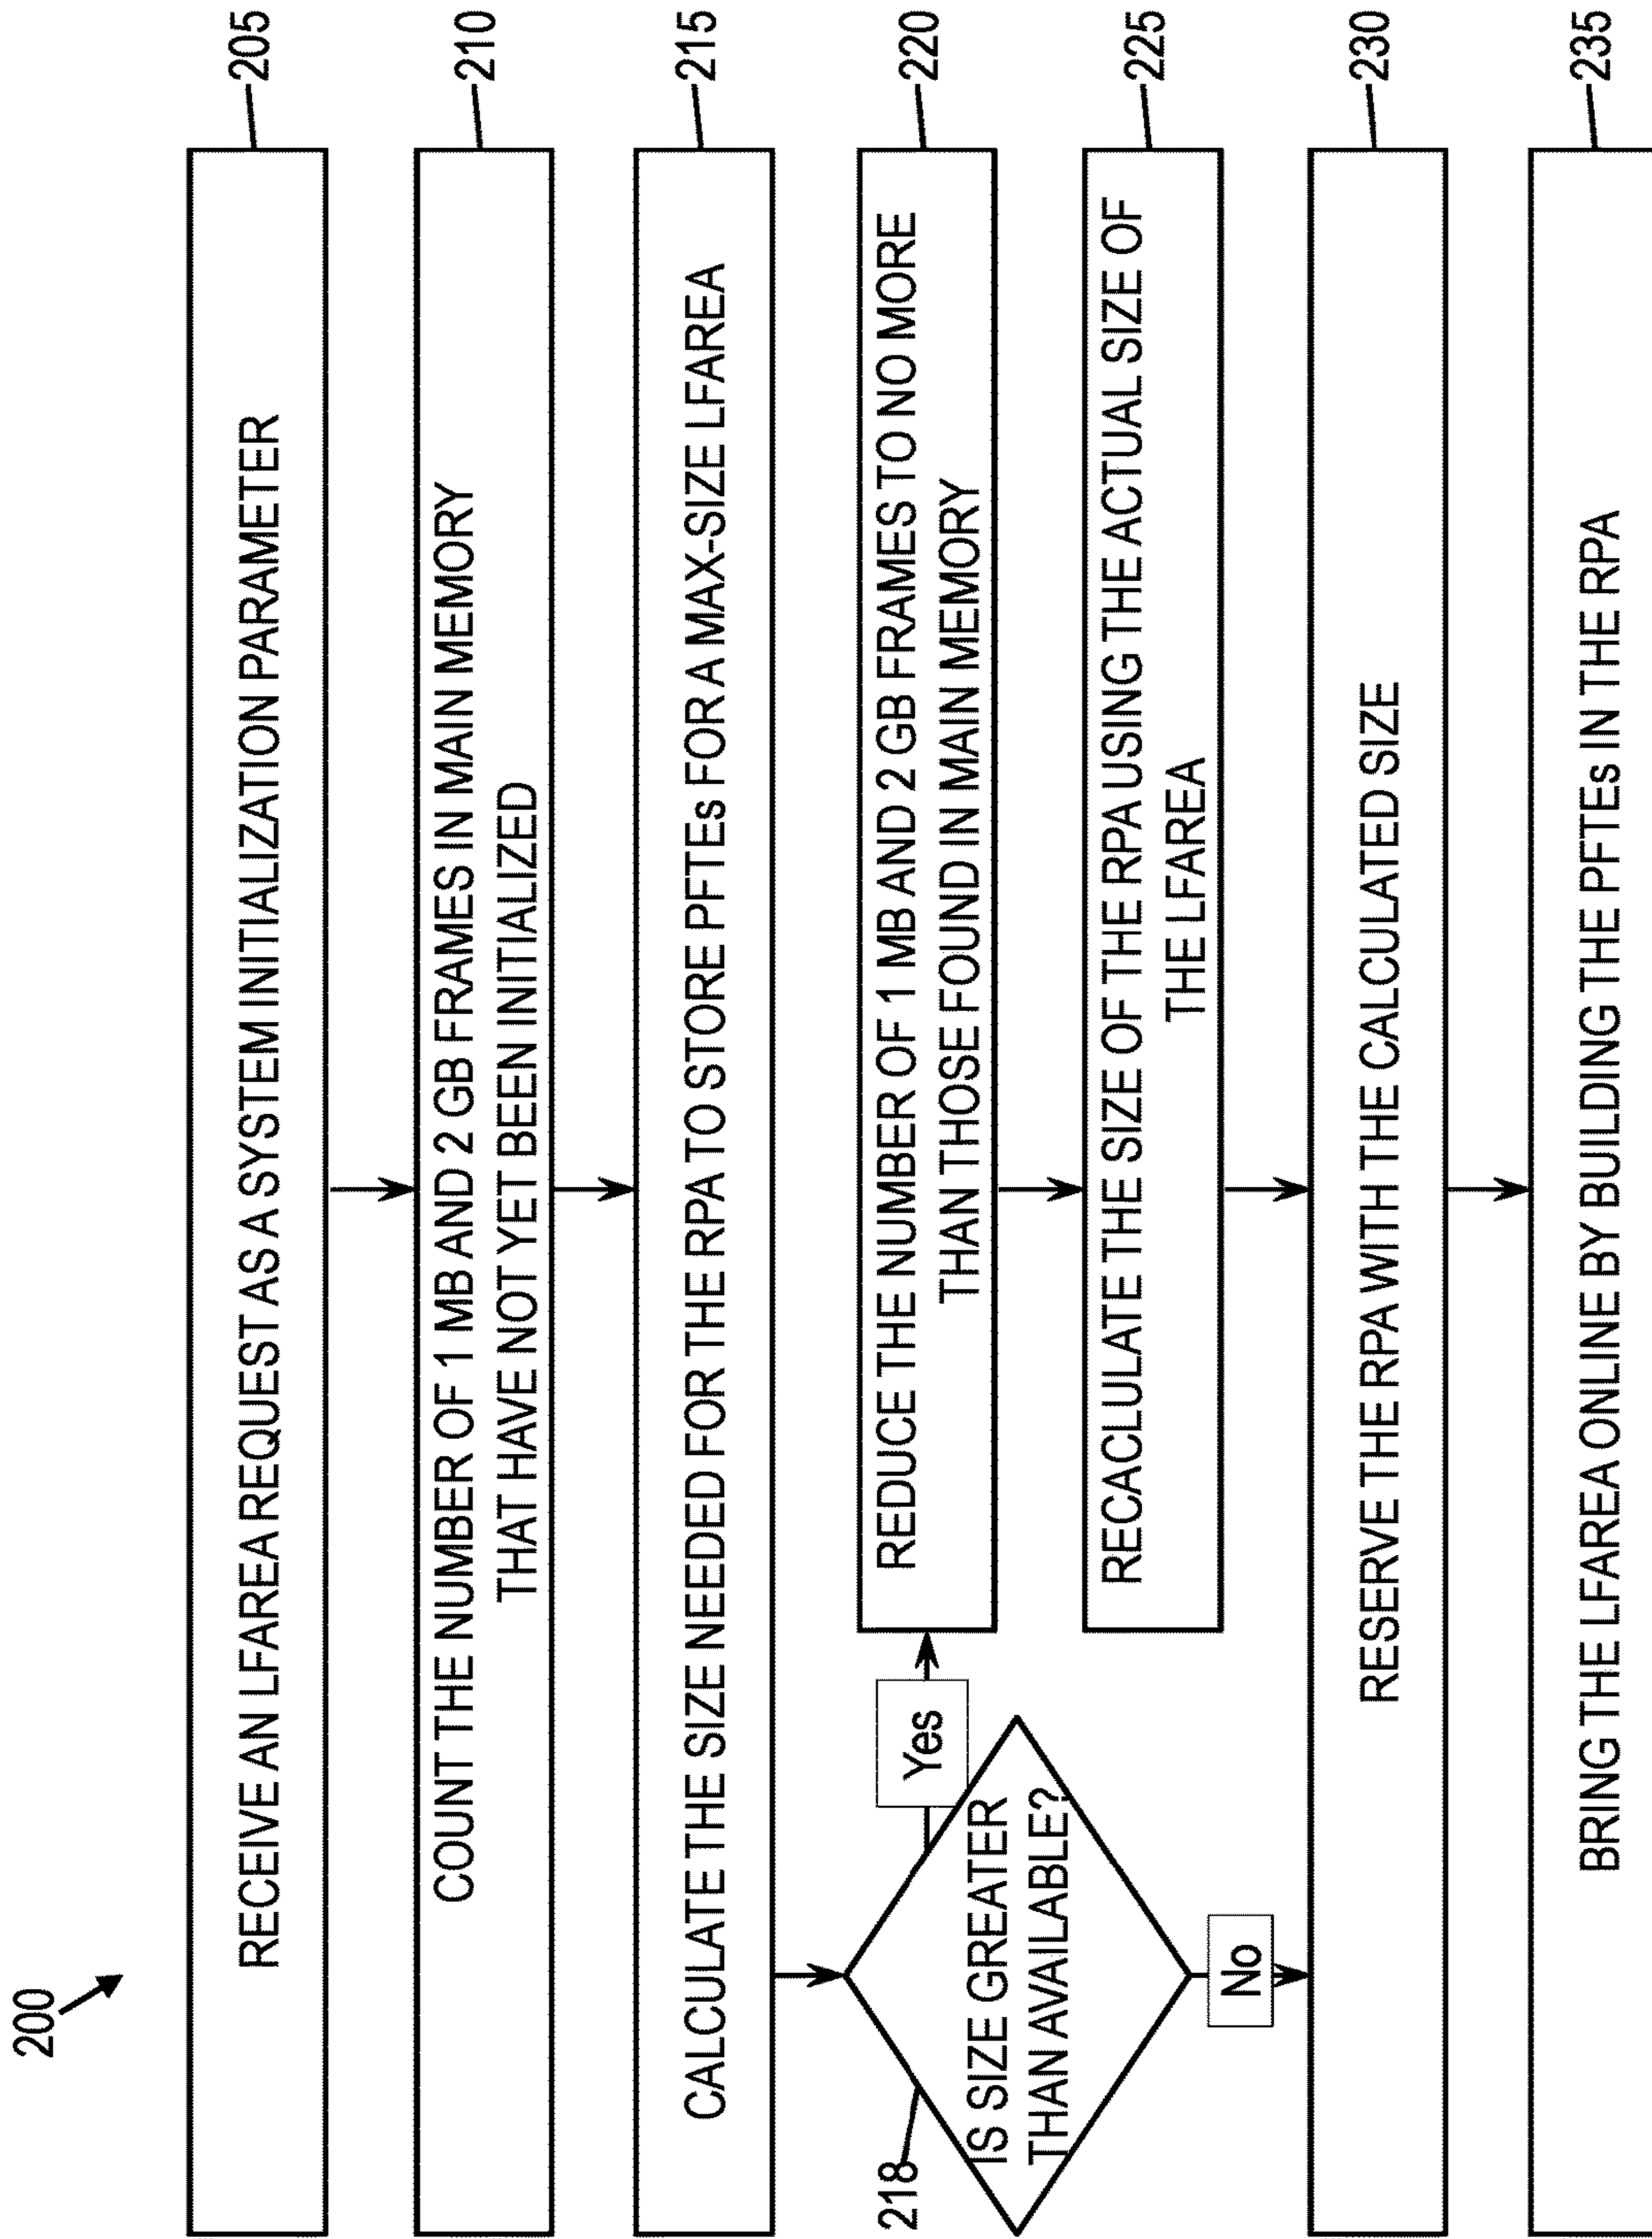 200
RECEIVE AN LFAREA REQUEST AS A SYSTEM INITIALIZATION PARAMETER
205
COUNT THE NUMBER OF 1 MB AND 2 GB FRAMES IN MAIN MEMORY
THAT HAVE NOT YET BEEN INITIALIZED
210
CALCULATE THE SIZE NEEDED FOR THE RPA TO STORE PFTEs FOR A MAX-SIZE LFAREA
215
218
IS SIZE GREATER
THAN AVAILABLE?
Yes
No
REDUCE THE NUMBER OF 1 MB AND 2 GB FRAMES TO NO MORE
THAN THOSE FOUND IN MAIN MEMORY
220
RECACLULATE THE SIZE OF THE RPA USING THE ACTUAL SIZE OF
THE LFAREA
225
RESERVE THE RPA WITH THE CALCULATED SIZE
230
BRING THE LFAREA ONLINE BY BUILDING THE PFTEs IN THE RPA
235